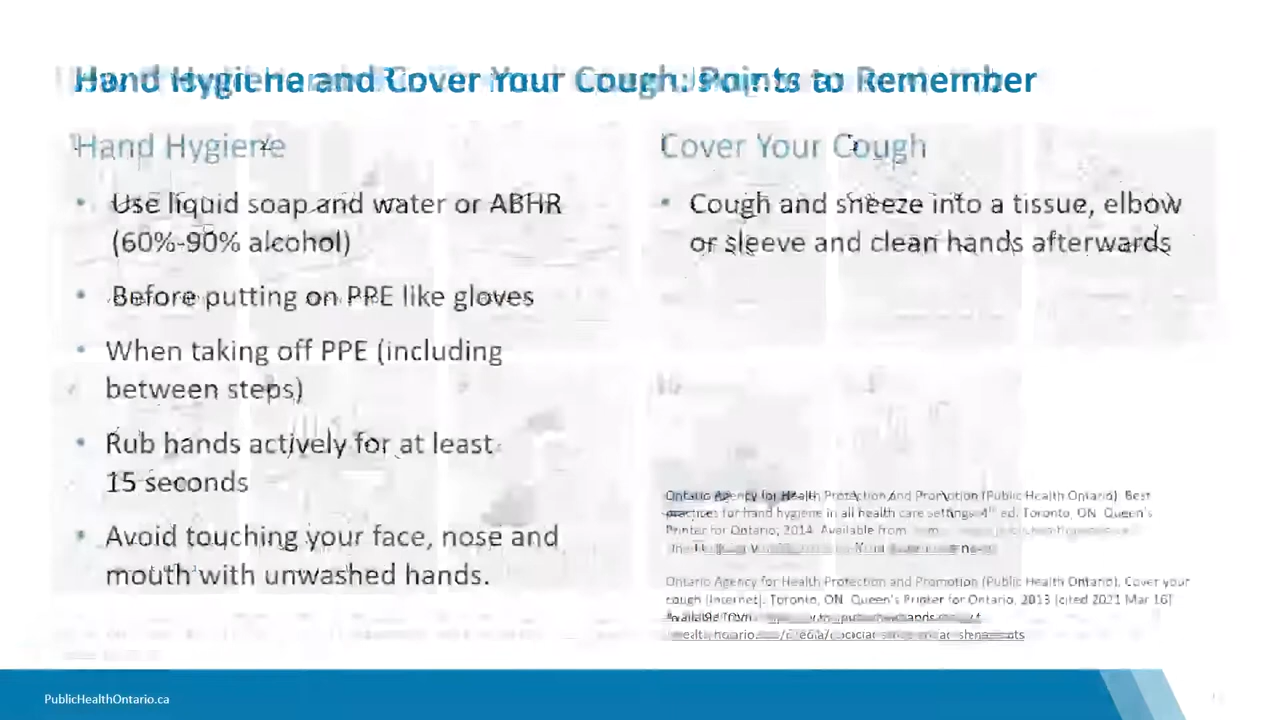 Hand Hygiene and Cover Your Cough: Points to Remember
Hand Hygiene
• Use liquid soap and water or ABHR
(60%-90% alcohol)
• Before putting on PPE like gloves
• When taking off PPE (including
between steps)
• Rub hands actively for at least
15 seconds
• Avoid touching your face, nose and
mouth with unwashed hands.
Cover Your Cough
• Cough and sneeze into a tissue, elbow
or sleeve and clean hands afterwards
Ontario Agency for Health Protection and Promotion (Public Health Ontario). Best
practices for hand hygiene in all health care settings. 4th ed. Toronto, ON: Queen's
Printer for Ontario; 2014. Available from:
Ontario Agency for Health Protection and Promotion (Public Health Ontario). Cover your
cough [Internet]. Toronto, ON: Queen's Printer for Ontario; 2013 [cited 2021 Mar 16]
Available from:
PublicHealthOntario.ca